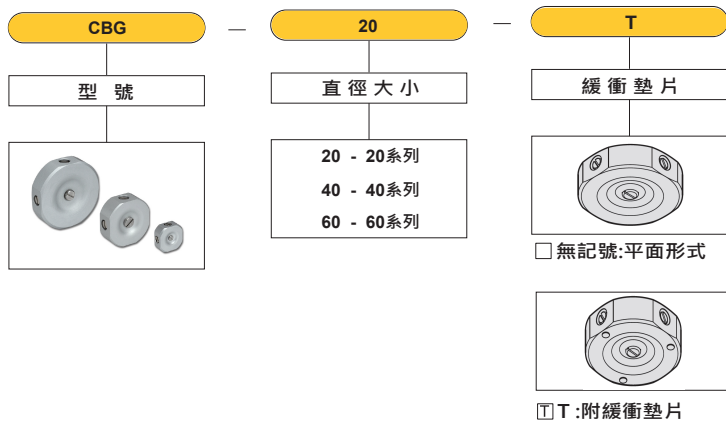 CBG — 20 — T
型 號
直 徑 大 小
緩 衝 墊 片
20 - 20系列
40 - 40系列
60 - 60系列
□ 無記號:平面形式
T T :附緩衝墊片